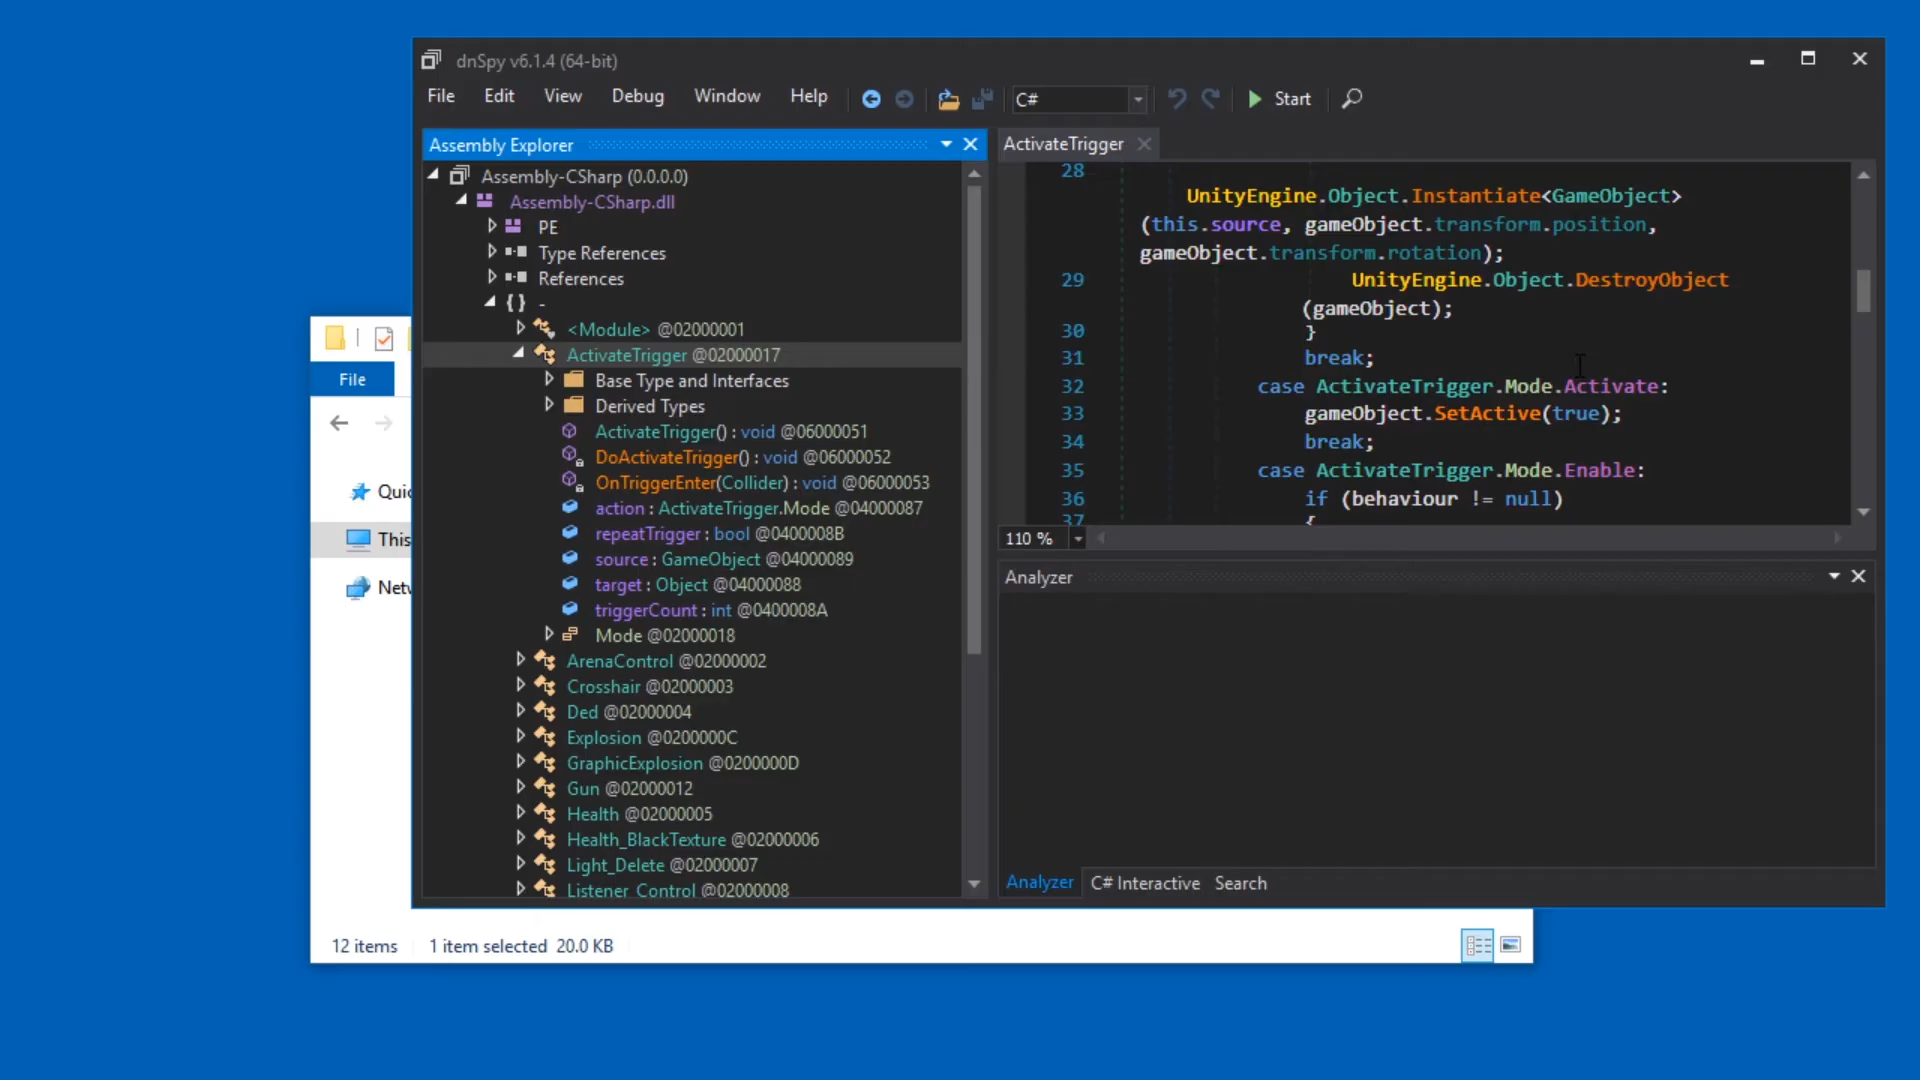 dnSpy v6.1.4 (64-bit)
File Edit View Debug Window Help C# Start
Assembly Explorer
Assembly-CSharp (0.0.0.0)
Assembly-CSharp.dll
PE
Type References
References
{ } -
<Module> @02000001
ActivateTrigger @02000017
Base Type and Interfaces
Derived Types
ActivateTrigger() : void @06000051
DoActivateTrigger() : void @06000052
OnTriggerEnter(Collider) : void @06000053
action : ActivateTrigger.Mode @04000087
repeatTrigger : bool @0400008B
source : GameObject @04000089
target : Object @04000088
triggerCount : int @0400008A
Mode @02000018
ArenaControl @02000002
Crosshair @02000003
Ded @02000004
Explosion @0200000C
GraphicExplosion @0200000D
Gun @02000012
Health @02000005
Health_BlackTexture @02000006
Light_Delete @02000007
Listener_Control @02000008
ActivateTrigger
28
UnityEngine.Object.Instantiate<GameObject>
(this.source, gameObject.transform.position,
gameObject.transform.rotation);
29 UnityEngine.Object.DestroyObject
(gameObject);
30 }
31 break;
32 case ActivateTrigger.Mode.Activate:
33 gameObject.SetActive(true);
34 break;
35 case ActivateTrigger.Mode.Enable:
36 if (behaviour != null)
37 {
110 %
Analyzer
Analyzer C# Interactive Search
File
12 items 1 item selected 20.0 KB